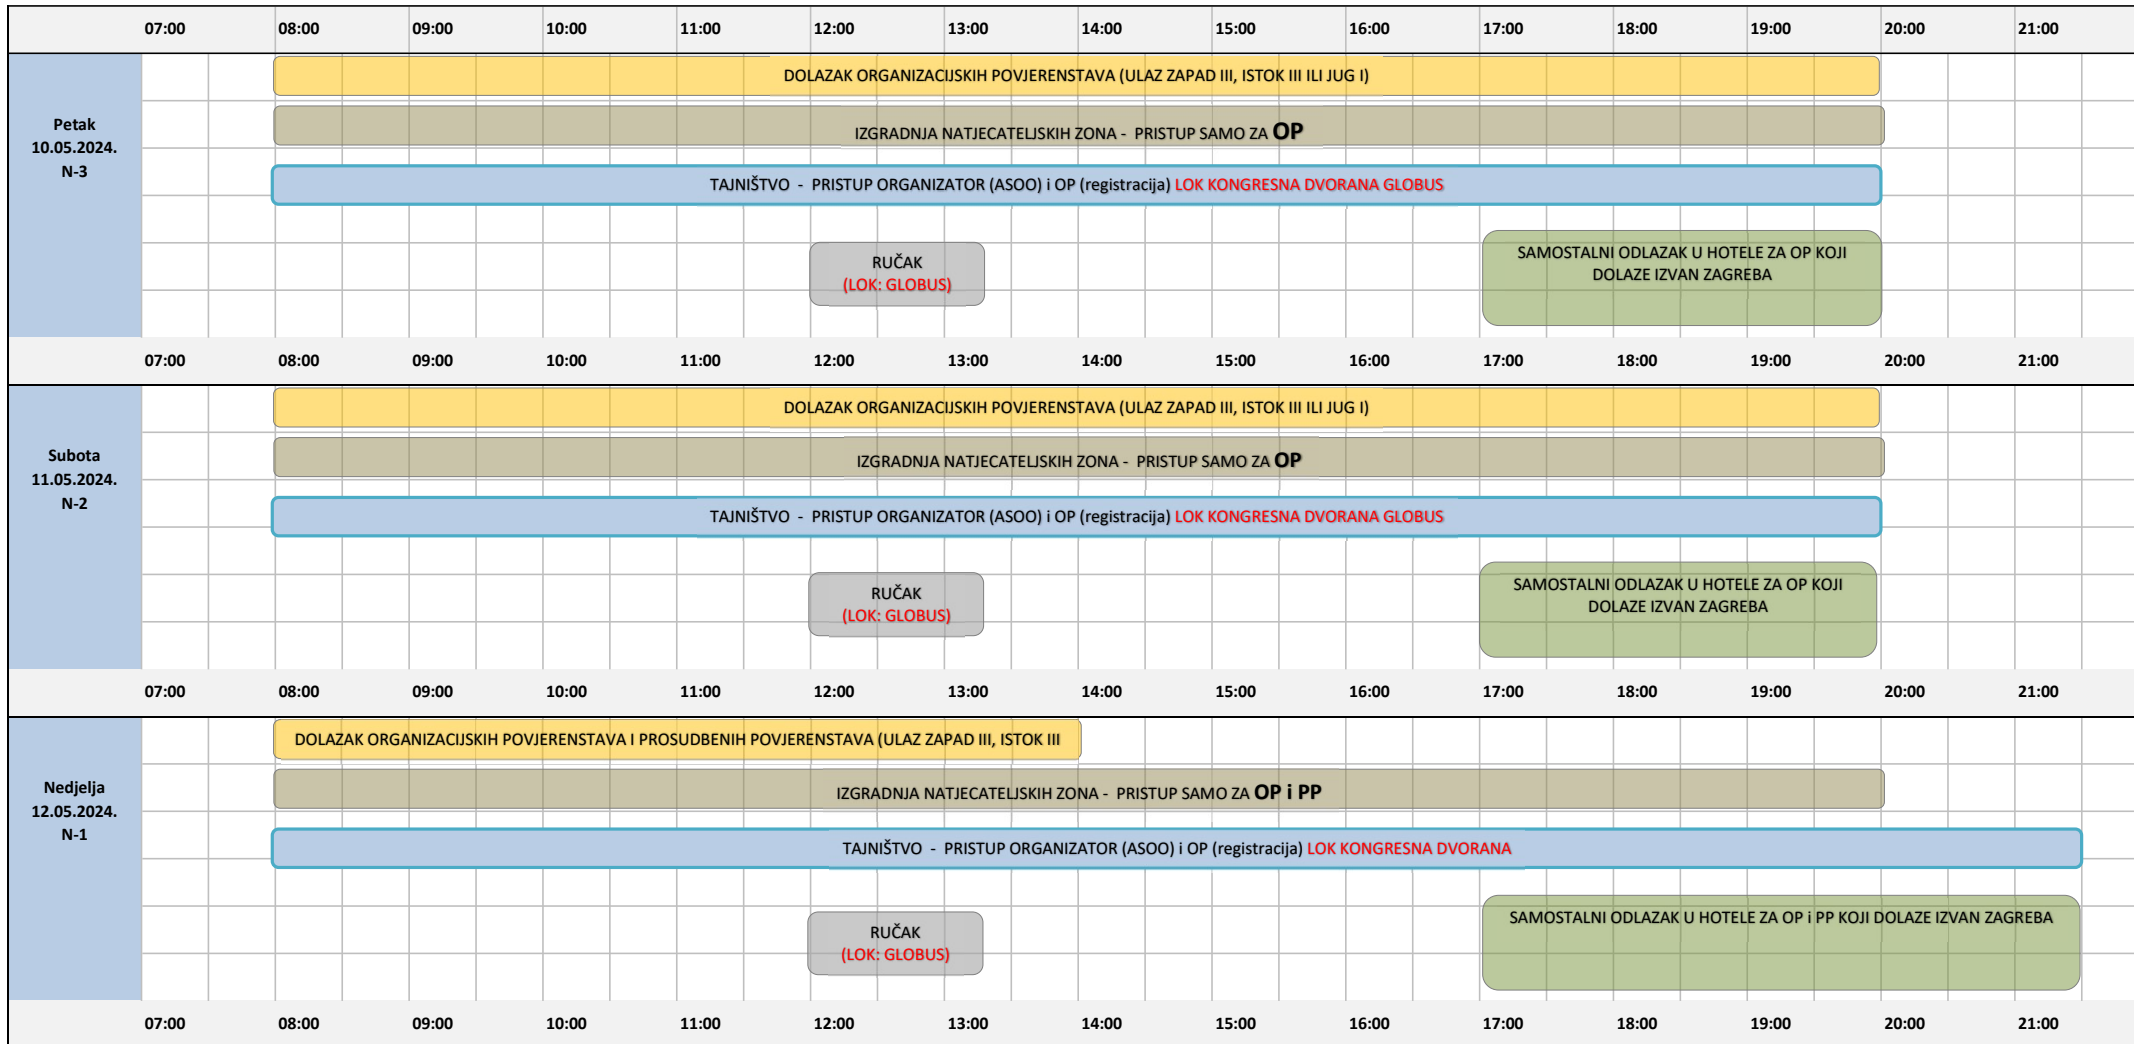 07:00 08:00 09:00 10:00 11:00 12:00 13:00 14:00 15:00 16:00 17:00 18:00 19:00 20:00 21:00
Petak
10.05.2024.
N-3
DOLAZAK ORGANIZACIJSKIH POVJERENSTAVA (ULAZ ZAPAD III, ISTOK III ILI JUG I)
IZGRADNJA NATJECATELJSKIH ZONA - PRISTUP SAMO ZA OP
TAJNIŠTVO - PRISTUP ORGANIZATOR (ASOO) i OP (registracija) LOK KONGRESNA DVORANA GLOBUS
RUČAK
(LOK: GLOBUS)
SAMOSTALNI ODLAZAK U HOTELE ZA OP KOJI
DOLAZE IZVAN ZAGREBA
07:00 08:00 09:00 10:00 11:00 12:00 13:00 14:00 15:00 16:00 17:00 18:00 19:00 20:00 21:00
Subota
11.05.2024.
N-2
DOLAZAK ORGANIZACIJSKIH POVJERENSTAVA (ULAZ ZAPAD III, ISTOK III ILI JUG I)
IZGRADNJA NATJECATELJSKIH ZONA - PRISTUP SAMO ZA OP
TAJNIŠTVO - PRISTUP ORGANIZATOR (ASOO) i OP (registracija) LOK KONGRESNA DVORANA GLOBUS
RUČAK
(LOK: GLOBUS)
SAMOSTALNI ODLAZAK U HOTELE ZA OP KOJI
DOLAZE IZVAN ZAGREBA
07:00 08:00 09:00 10:00 11:00 12:00 13:00 14:00 15:00 16:00 17:00 18:00 19:00 20:00 21:00
Nedjelja
12.05.2024.
N-1
DOLAZAK ORGANIZACIJSKIH POVJERENSTAVA I PROSUDBENIH POVJERENSTAVA (ULAZ ZAPAD III, ISTOK III
IZGRADNJA NATJECATELJSKIH ZONA - PRISTUP SAMO ZA OP i PP
TAJNIŠTVO - PRISTUP ORGANIZATOR (ASOO) i OP (registracija) LOK KONGRESNA DVORANA
RUČAK
(LOK: GLOBUS)
SAMOSTALNI ODLAZAK U HOTELE ZA OP i PP KOJI DOLAZE IZVAN ZAGREBA
07:00 08:00 09:00 10:00 11:00 12:00 13:00 14:00 15:00 16:00 17:00 18:00 19:00 20:00 21:00